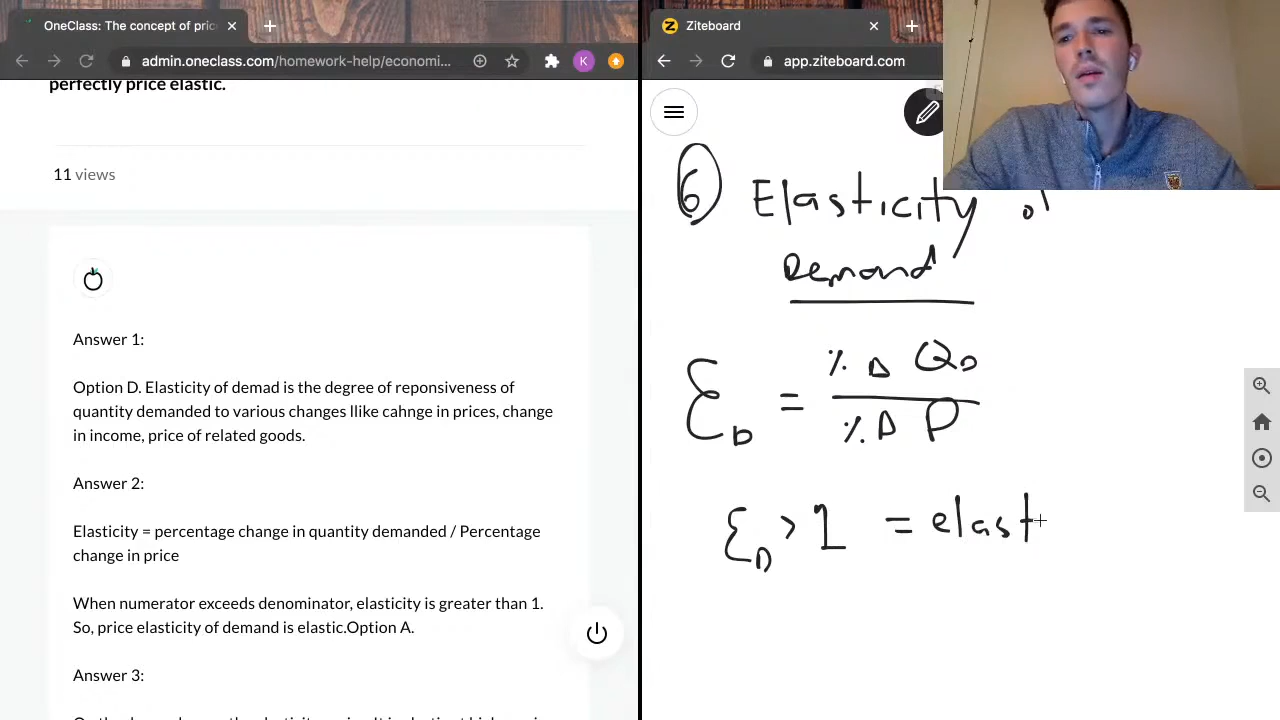 OneClass: The concept of pric
admin.oneclass.com/homework-help/economi...
K
perfectly price elastic.
11 views
Answer 1:
Option D. Elasticity of demad is the degree of reponsiveness of
quantity demanded to various changes llike cahnge in prices, change
in income, price of related goods.
Answer 2:
Elasticity = percentage change in quantity demanded / Percentage
change in price
When numerator exceeds denominator, elasticity is greater than 1.
So, price elasticity of demand is elastic.Option A.
Answer 3:
Z Ziteboard
app.ziteboard.com
6 Elasticity of
Demand
ℰD = % Δ QD
% Δ P
ℰD > 1 = elast